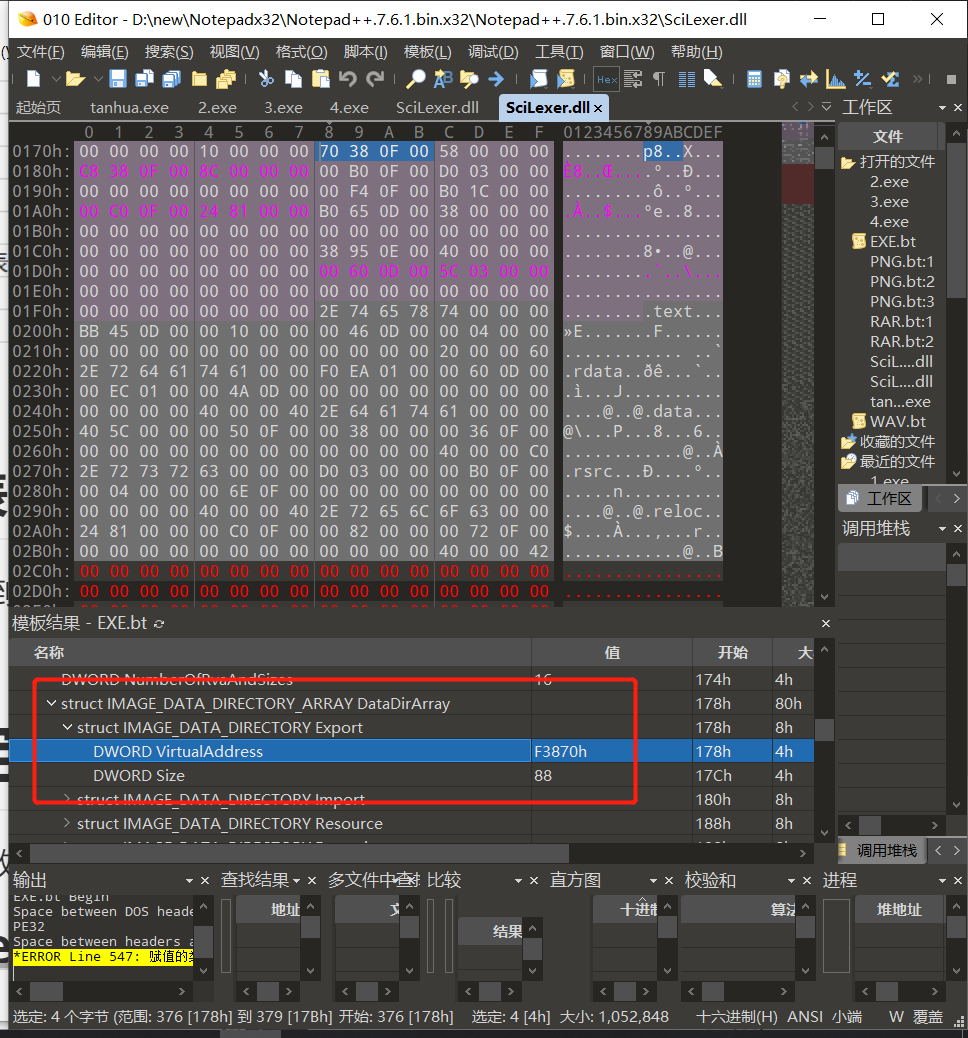 010 Editor - D:\new\Notepadx32\Notepad++.7.6.1.bin.x32\Notepad++.7.6.1.bin.x32\SciLexer.dll
文件(F) 编辑(E) 搜索(S) 视图(V) 格式(O) 脚本(I) 模板(L) 调试(D) 工具(T) 窗口(W) 帮助(H)
Hex
起始页 tanhua.exe 2.exe 3.exe 4.exe SciLexer.dll SciLexer.dll
工作区
0 1 2 3 4 5 6 7 8 9 A B C D E F 0123456789ABCDEF
0170h: 00 00 00 00 10 00 00 00 70 38 0F 00 58 00 00 00 ........p8..X...
0180h: C8 38 0F 00 8C 00 00 00 00 B0 0F 00 D0 03 00 00 È8..Œ....°..Ð...
0190h: 00 00 00 00 00 00 00 00 00 F4 0F 00 B0 1C 00 00 .........ô..°...
01A0h: 00 C0 0F 00 24 81 00 00 B0 65 0D 00 38 00 00 00 .À..$...°e..8...
01B0h: 00 00 00 00 00 00 00 00 00 00 00 00 00 00 00 00 ................
01C0h: 00 00 00 00 00 00 00 00 38 95 0E 00 40 00 00 00 ........8•..@...
01D0h: 00 00 00 00 00 00 00 00 00 60 0D 00 5C 03 00 00 .........`..\...
01E0h: 00 00 00 00 00 00 00 00 00 00 00 00 00 00 00 00 ................
01F0h: 00 00 00 00 00 00 00 00 2E 74 65 78 74 00 00 00 .........text...
0200h: BB 45 0D 00 00 10 00 00 00 46 0D 00 00 04 00 00 »E.......F......
0210h: 00 00 00 00 00 00 00 00 00 00 00 00 20 00 00 60 ............ ..`
0220h: 2E 72 64 61 74 61 00 00 F0 EA 01 00 00 60 0D 00 .rdata..ðê...`..
0230h: 00 EC 01 00 00 4A 0D 00 00 00 00 00 00 00 00 00 .ì...J..........
0240h: 00 00 00 00 40 00 00 40 2E 64 61 74 61 00 00 00 ....@..@.data...
0250h: 40 5C 00 00 00 50 0F 00 00 38 00 00 00 36 0F 00 @\...P...8...6..
0260h: 00 00 00 00 00 00 00 00 00 00 00 00 40 00 00 C0 ............@..À
0270h: 2E 72 73 72 63 00 00 00 D0 03 00 00 00 B0 0F 00 .rsrc...Ð....°..
0280h: 00 04 00 00 00 6E 0F 00 00 00 00 00 00 00 00 00 .....n..........
0290h: 00 00 00 00 40 00 00 40 2E 72 65 6C 6F 63 00 00 ....@..@.reloc..
02A0h: 24 81 00 00 00 C0 0F 00 00 82 00 00 00 72 0F 00 $....À...‚...r..
02B0h: 00 00 00 00 00 00 00 00 00 00 00 00 40 00 00 42 ............@..B
02C0h: 00 00 00 00 00 00 00 00 00 00 00 00 00 00 00 00 ................
02D0h: 00 00 00 00 00 00 00 00 00 00 00 00 00 00 00 00 ................
文件
打开的文件
2.exe
3.exe
4.exe
EXE.bt
PNG.bt:1
PNG.bt:2
PNG.bt:3
RAR.bt:1
RAR.bt:2
SciL....dll
SciL....dll
tan...exe
WAV.bt
收藏的文件
最近的文件
1.exe
工作区
调用堆栈
调用堆栈
模板结果 - EXE.bt
名称 值 开始
DWORD NumberOfRvaAndSizes 16 174h 4h
struct IMAGE_DATA_DIRECTORY_ARRAY DataDirArray 178h 80h
struct IMAGE_DATA_DIRECTORY Export 178h 8h
DWORD VirtualAddress F3870h 178h 4h
DWORD Size 88 17Ch 4h
struct IMAGE_DATA_DIRECTORY Import 180h 8h
struct IMAGE_DATA_DIRECTORY Resource 188h 8h
输出 查找结果 多文件中查找 比较 直方图 校验和 进程
EXE.bt Begin
Space between DOS heade
PE32
Space between headers a
*ERROR Line 547: 赋值的
地址 文 结果 十进制 算法 堆地址
选定: 4 个字节 (范围: 376 [178h] 到 379 [17Bh] 开始: 376 [178h] 选定: 4 [4h] 大小: 1,052,848 十六进制(H) ANSI 小端 W 覆盖